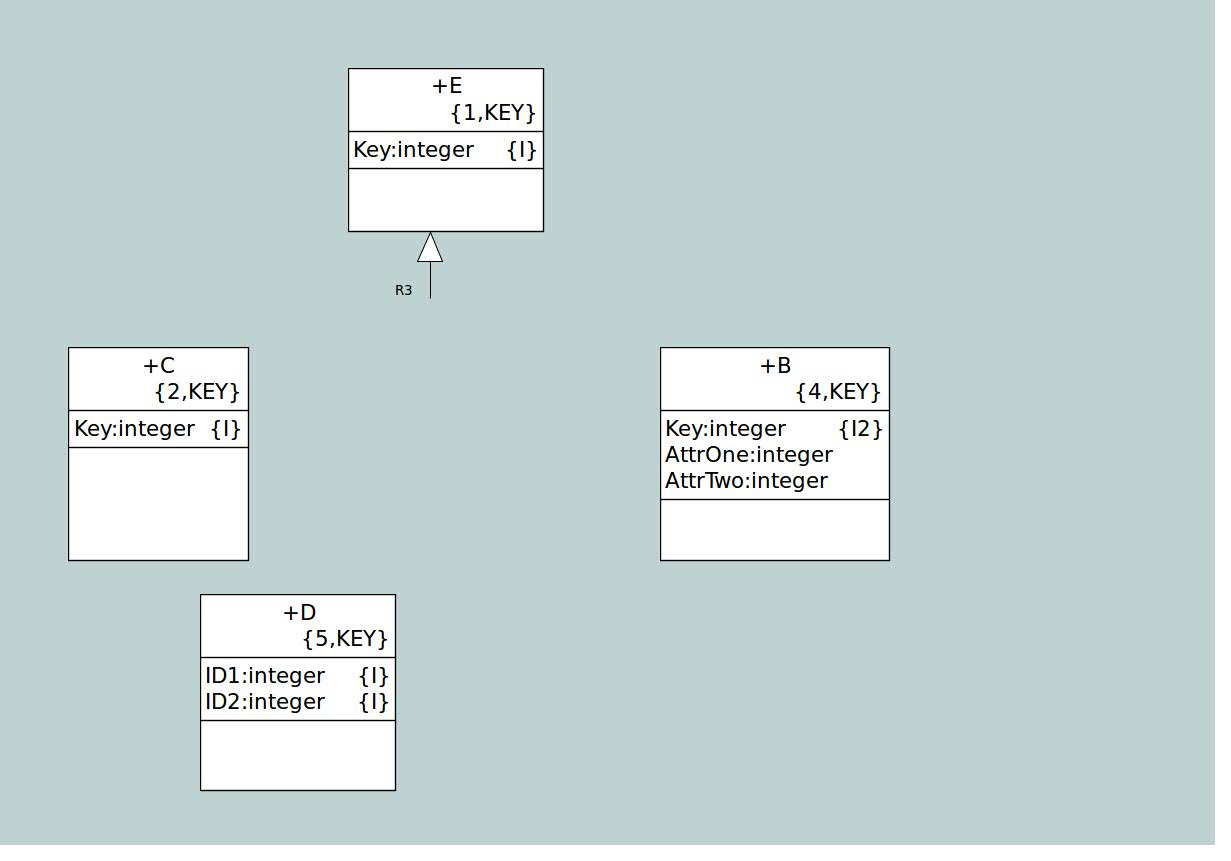 +E
{1,KEY}
Key:integer {I}
R3
+C
{2,KEY}
Key:integer {I}
+B
{4,KEY}
Key:integer {I2}
AttrOne:integer
AttrTwo:integer
+D
{5,KEY}
ID1:integer {I}
ID2:integer {I}